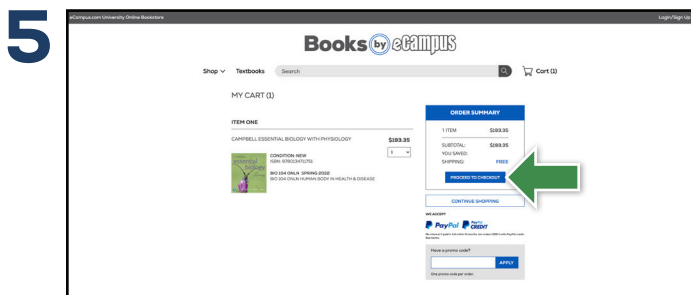 5
eCampus.com University Online Bookstore
Login/Sign Up
Books by eCampus
Shop
Textbooks
Search
Cart (1)
MY CART (1)
ITEM ONE
CAMPBELL ESSENTIAL BIOLOGY WITH PHYSIOLOGY
$193.35
1
essential
biology
CONDITION: NEW
BIO 104 ONLN SPRING 2022
BIO 104 ONLN HUMAN BODY IN HEALTH & DISEASE
ORDER SUMMARY
1 ITEM $193.35
SUBTOTAL: $193.35
YOU SAVED:
SHIPPING: FREE
PROCEED TO CHECKOUT
CONTINUE SHOPPING
WE ACCEPT
PayPal
PayPal CREDIT
Have a promo code?
APPLY
One promo code per order.